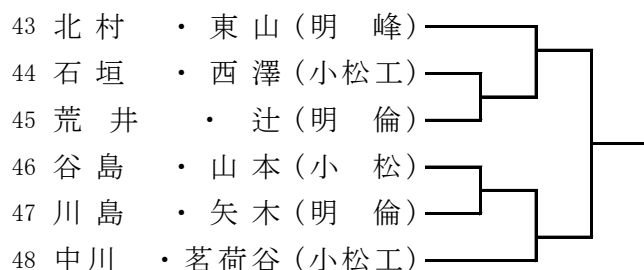 43 北村 ・ 東山 (明 峰)
44 石垣 ・ 西澤 (小松工)
45 荒井 ・ 辻 (明 倫)
46 谷島 ・ 山本 (小 松)
47 川島 ・ 矢木 (明 倫)
48 中川 ・ 茗荷谷 (小松工)